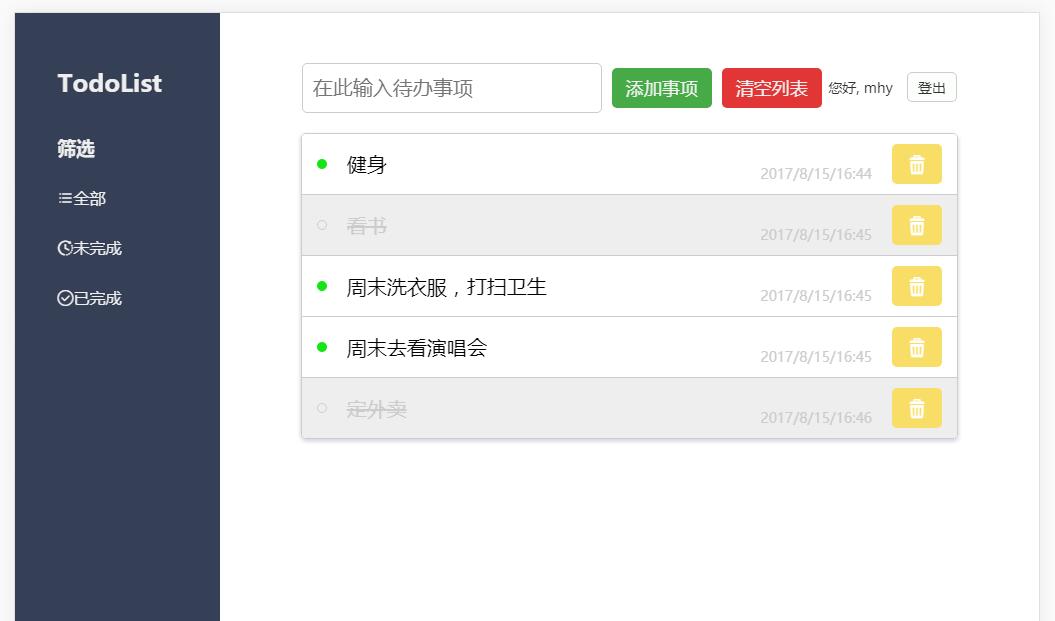 TodoList
筛选
全部
未完成
已完成
在此输入待办事项 添加事项 清空列表 您好, mhy 登出
健身 2017/8/15/16:44
看书 2017/8/15/16:45
周末洗衣服，打扫卫生 2017/8/15/16:45
周末去看演唱会 2017/8/15/16:45
定外卖 2017/8/15/16:46